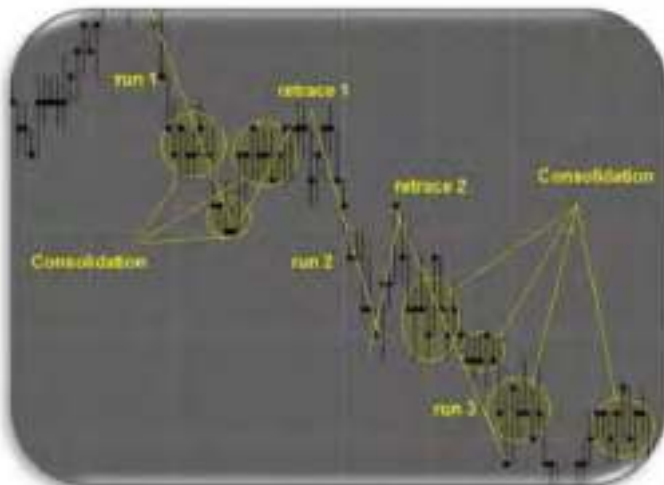 run 1
retrace 1
Consolidation
retrace 2
Consolidation
run 2
run 3